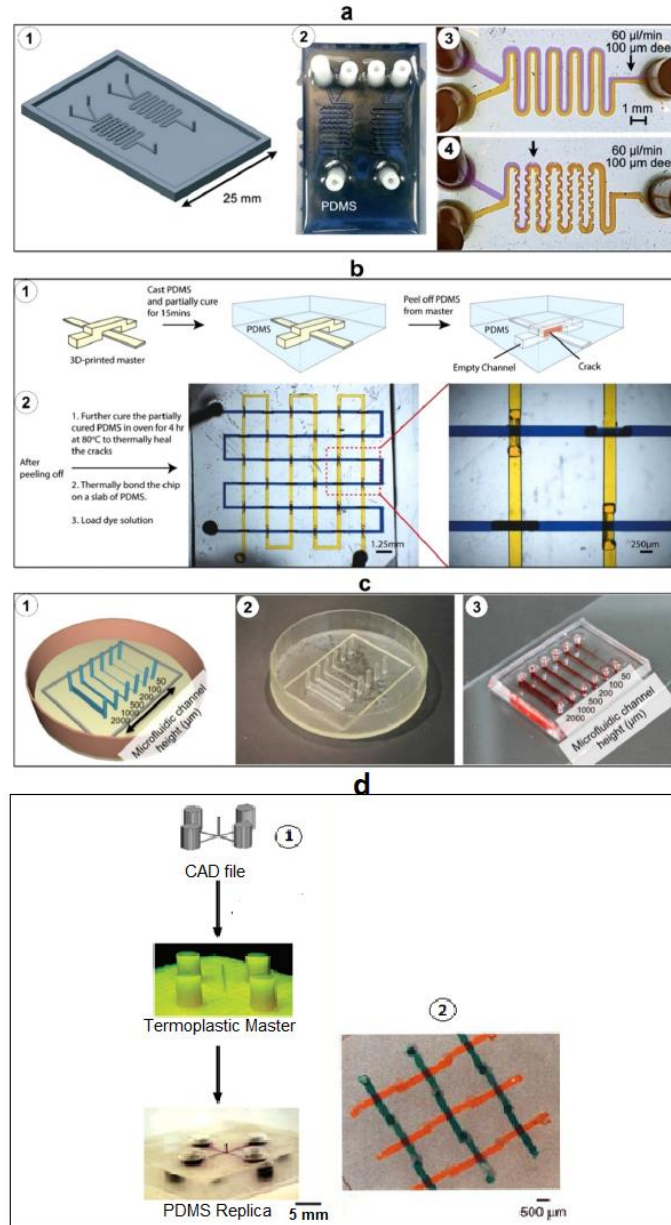 a
1
25 mm
2
PDMS
3
60 µl/min
100 µm dee
1 mm
4
60 µl/min
100 µm dee
b
1
3D-printed master
Cast PDMS
and partially cure
for 15mins
PDMS
Peel off PDMS
from master
PDMS
Empty Channel
Crack
2
After
peeling off
1. Further cure the partially
cured PDMS in oven for 4 hr
at 80°C to thermally heal
the cracks
2. Thermally bond the chip
on a slab of PDMS.
3. Load dye solution
1.25mm
250µm
c
1
50
100
200
500
1000
2000
Microfluidic channel
height (µm)
2
3
50
100
200
500
1000
2000
Microfluidic channel
height (µm)
d
1
CAD file
Termoplastic Master
PDMS Replica
5 mm
2
500 µm